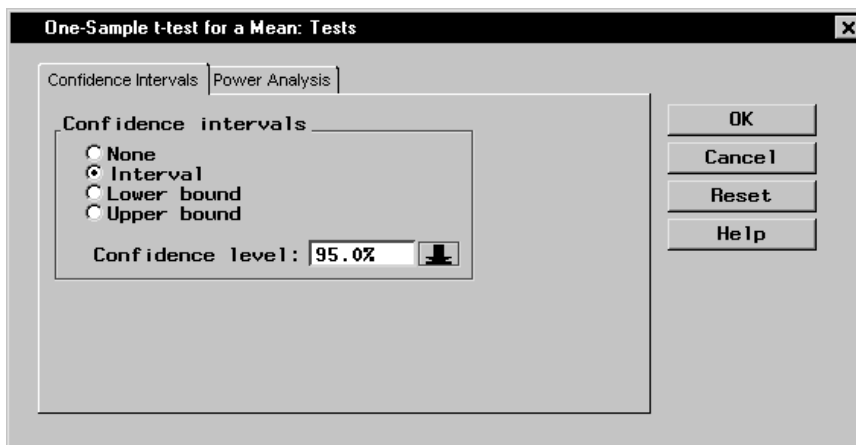 One-Sample t-test for a Mean: Tests
Confidence Intervals Power Analysis
Confidence intervals
None
Interval
Lower bound
Upper bound
Confidence level: 95.0%
OK
Cancel
Reset
Help